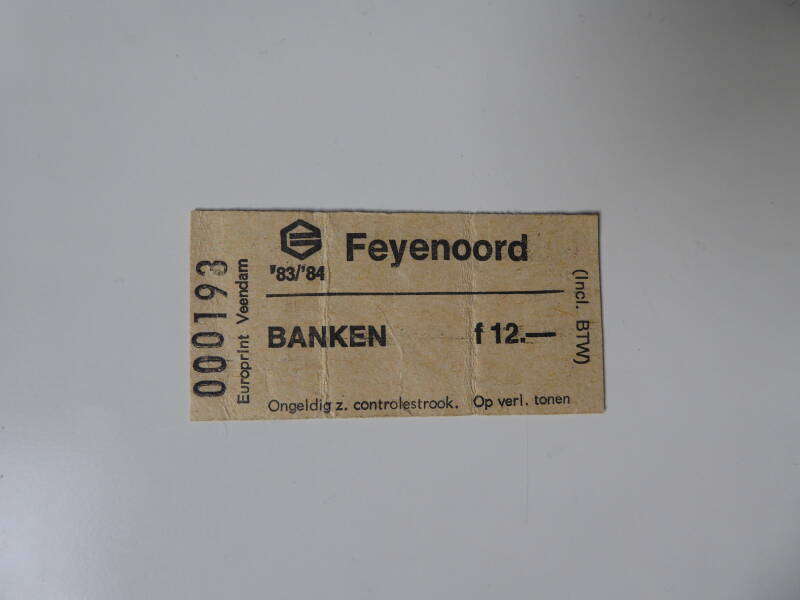 Feyenoord
'83/'84
BANKEN f 12.—
Ongeldig z. controlestrook. Op verl. tonen
(Incl. BTW)
Europrint Veendam
000193